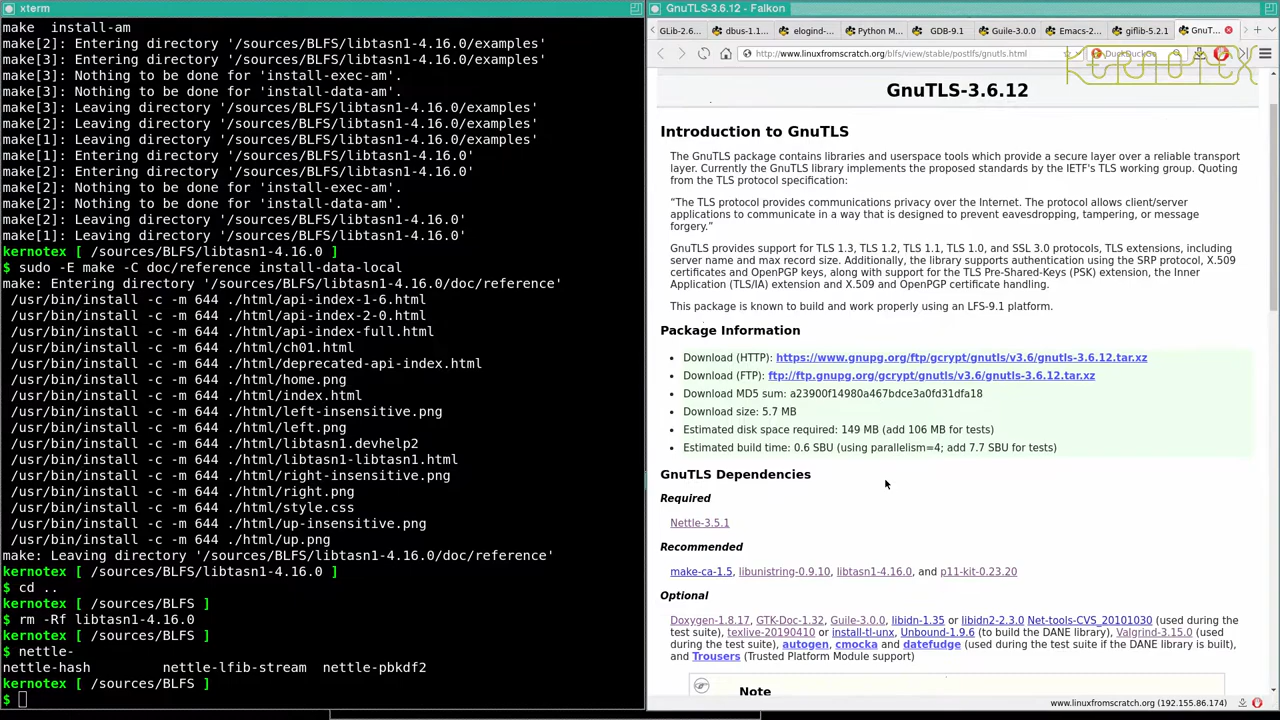 xterm
make  install-am
make[2]: Entering directory '/sources/BLFS/libtasn1-4.16.0/examples'
make[3]: Entering directory '/sources/BLFS/libtasn1-4.16.0/examples'
make[3]: Nothing to be done for 'install-exec-am'.
make[3]: Nothing to be done for 'install-data-am'.
make[3]: Leaving directory '/sources/BLFS/libtasn1-4.16.0/examples'
make[2]: Leaving directory '/sources/BLFS/libtasn1-4.16.0/examples'
make[1]: Leaving directory '/sources/BLFS/libtasn1-4.16.0/examples'
make[1]: Entering directory '/sources/BLFS/libtasn1-4.16.0'
make[2]: Entering directory '/sources/BLFS/libtasn1-4.16.0'
make[2]: Nothing to be done for 'install-exec-am'.
make[2]: Nothing to be done for 'install-data-am'.
make[2]: Leaving directory '/sources/BLFS/libtasn1-4.16.0'
make[1]: Leaving directory '/sources/BLFS/libtasn1-4.16.0'
kernotex [ /sources/BLFS/libtasn1-4.16.0 ]
$ sudo -E make -C doc/reference install-data-local
make: Entering directory '/sources/BLFS/libtasn1-4.16.0/doc/reference'
/usr/bin/install -c -m 644 ./html/api-index-1-6.html
/usr/bin/install -c -m 644 ./html/api-index-2-0.html
/usr/bin/install -c -m 644 ./html/api-index-full.html
/usr/bin/install -c -m 644 ./html/ch01.html
/usr/bin/install -c -m 644 ./html/deprecated-api-index.html
/usr/bin/install -c -m 644 ./html/home.png
/usr/bin/install -c -m 644 ./html/index.html
/usr/bin/install -c -m 644 ./html/left-insensitive.png
/usr/bin/install -c -m 644 ./html/left.png
/usr/bin/install -c -m 644 ./html/libtasn1.devhelp2
/usr/bin/install -c -m 644 ./html/libtasn1-libtasn1.html
/usr/bin/install -c -m 644 ./html/right-insensitive.png
/usr/bin/install -c -m 644 ./html/right.png
/usr/bin/install -c -m 644 ./html/style.css
/usr/bin/install -c -m 644 ./html/up-insensitive.png
/usr/bin/install -c -m 644 ./html/up.png
make: Leaving directory '/sources/BLFS/libtasn1-4.16.0/doc/reference'
kernotex [ /sources/BLFS/libtasn1-4.16.0 ]
$ cd ..
kernotex [ /sources/BLFS ]
$ rm -Rf libtasn1-4.16.0
kernotex [ /sources/BLFS ]
$ nettle-
nettle-hash         nettle-lfib-stream  nettle-pbkdf2
kernotex [ /sources/BLFS ]
$
GnuTLS-3.6.12 - Falkon
GLib-2.6... dbus-1.1... elogind-... Python M... GDB-9.1 Guile-3.0.0 Emacs-2... giflib-5.2.1 GnuT...
http://www.linuxfromscratch.org/blfs/view/stable/postlfs/gnutls.html
KERNOTEX
GnuTLS-3.6.12
Introduction to GnuTLS
The GnuTLS package contains libraries and userspace tools which provide a secure layer over a reliable transport
layer. Currently the GnuTLS library implements the proposed standards by the IETF's TLS working group. Quoting
from the TLS protocol specification:
“The TLS protocol provides communications privacy over the Internet. The protocol allows client/server
applications to communicate in a way that is designed to prevent eavesdropping, tampering, or message
forgery.”
GnuTLS provides support for TLS 1.3, TLS 1.2, TLS 1.1, TLS 1.0, and SSL 3.0 protocols, TLS extensions, including
server name and max record size. Additionally, the library supports authentication using the SRP protocol, X.509
certificates and OpenPGP keys, along with support for the TLS Pre-Shared-Keys (PSK) extension, the Inner
Application (TLS/IA) extension and X.509 and OpenPGP certificate handling.
This package is known to build and work properly using an LFS-9.1 platform.
Package Information
• Download (HTTP): https://www.gnupg.org/ftp/gcrypt/gnutls/v3.6/gnutls-3.6.12.tar.xz
• Download (FTP): ftp://ftp.gnupg.org/gcrypt/gnutls/v3.6/gnutls-3.6.12.tar.xz
• Download MD5 sum: a23900f14980a467bdce3a0fd31dfa18
• Download size: 5.7 MB
• Estimated disk space required: 149 MB (add 106 MB for tests)
• Estimated build time: 0.6 SBU (using parallelism=4; add 7.7 SBU for tests)
GnuTLS Dependencies
Required
Nettle-3.5.1
Recommended
make-ca-1.5, libunistring-0.9.10, libtasn1-4.16.0, and p11-kit-0.23.20
Optional
Doxygen-1.8.17, GTK-Doc-1.32, Guile-3.0.0, libidn-1.35 or libidn2-2.3.0 Net-tools-CVS_20101030 (used during the
test suite), texlive-20190410 or install-tl-unx, Unbound-1.9.6 (to build the DANE library), Valgrind-3.15.0 (used
during the test suite), autogen, cmocka and datefudge (used during the test suite if the DANE library is built),
and Trousers (Trusted Platform Module support)
Note
www.linuxfromscratch.org (192.155.86.174)